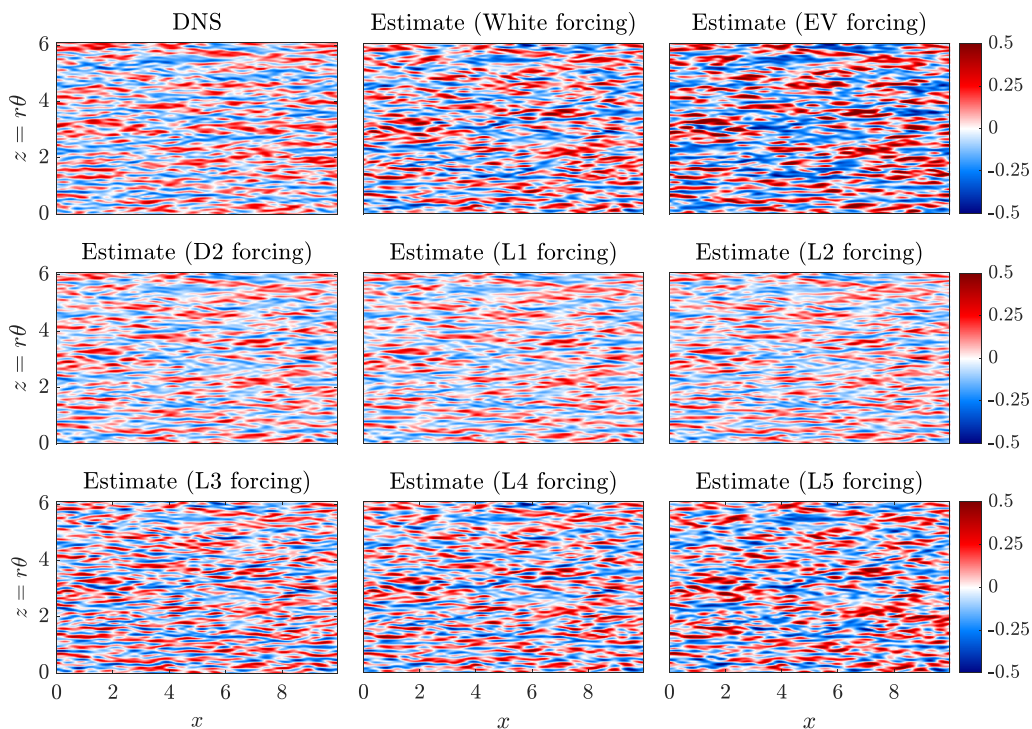 DNS Estimate (White forcing) Estimate (EV forcing)
6 0.5
z = rθ 4 0.25
0
2 -0.25
0 -0.5
Estimate (D2 forcing) Estimate (L1 forcing) Estimate (L2 forcing)
6 0.5
z = rθ 4 0.25
0
2 -0.25
0 -0.5
Estimate (L3 forcing) Estimate (L4 forcing) Estimate (L5 forcing)
6 0.5
z = rθ 4 0.25
0
2 -0.25
0 -0.5
0 2 4 6 8 0 2 4 6 8 0 2 4 6 8
x x x